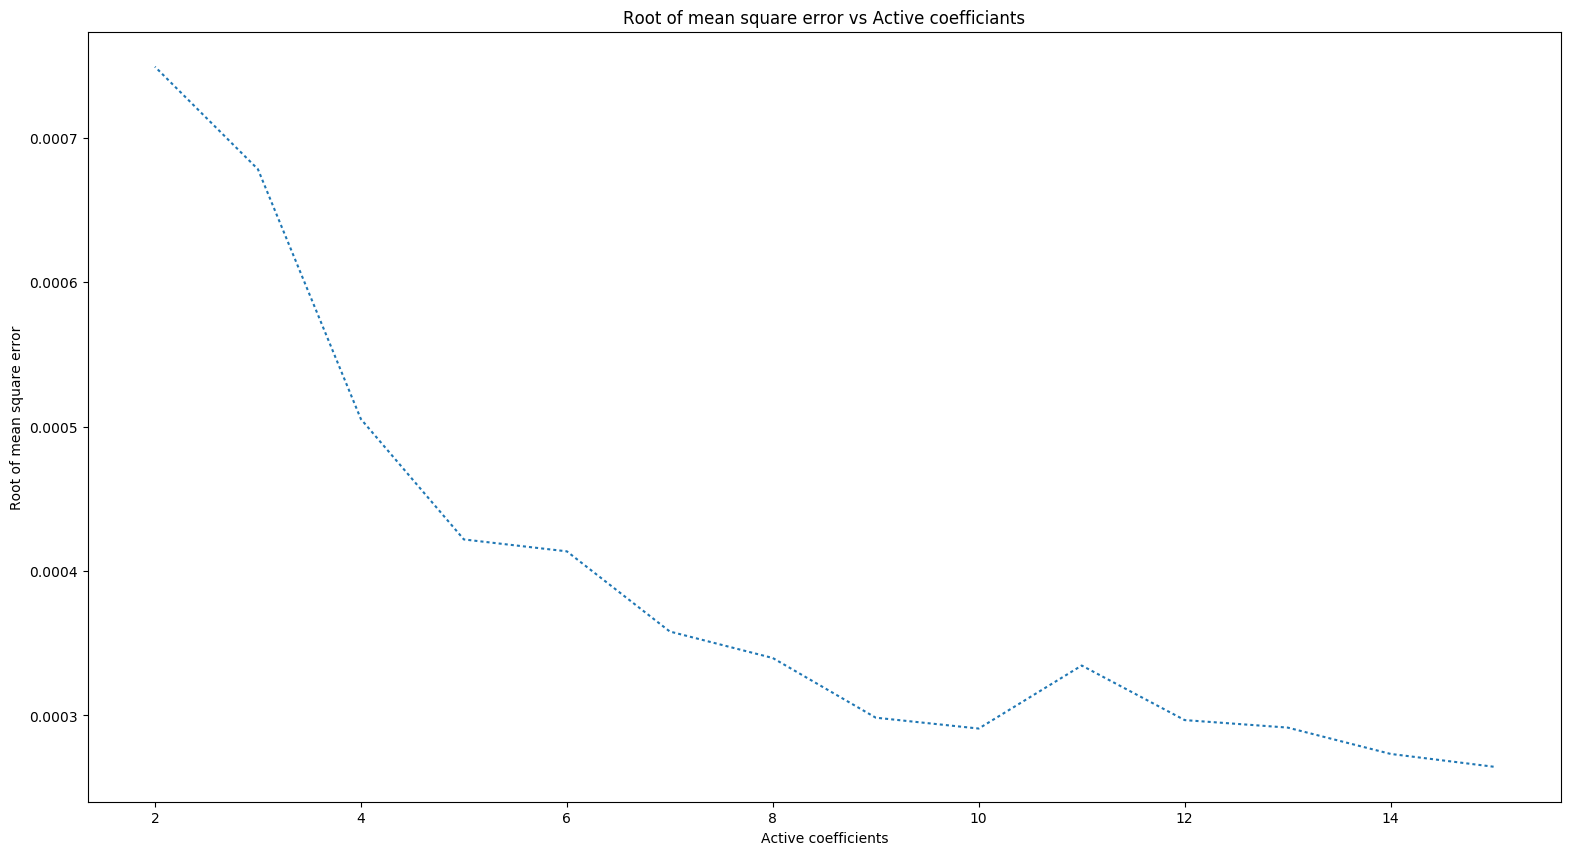 Root of mean square error vs Active coefficiants
0.0007
0.0006
0.0005
0.0004
0.0003
Root of mean square error
2 4 6 8 10 12 14
Active coefficients